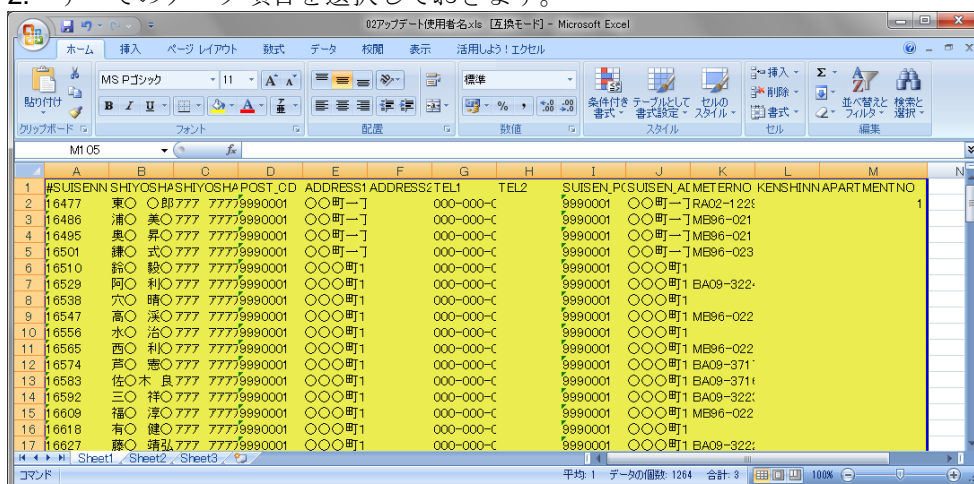 2. すべてのデータ項目を選択しておきます。
02アップデート使用者名.xls [互換モード] - Microsoft Excel
ホーム 挿入 ページ レイアウト 数式 データ 校閲 表示 活用しよう！エクセル
貼り付け MS Pゴシック 11 標準 条件付き書式 テーブルとして書式設定 セルのスタイル 挿入 削除 書式 並べ替えとフィルタ 検索と選択
クリップボード フォント 配置 数値 スタイル セル 編集
M105 fx
A B C D E F G H I J K L M N
1 #SUISENN SHIYOSHA SHIYOSHA POST_CD ADDRESS1 ADDRESS2 TEL1 TEL2 SUISEN_P( SUISEN_AD METERNO KENSHINN APARTMENTNO
2 16477 東○ ○郎 777 7777 9990001 ○○町一丁 000-000-0 9990001 ○○町一丁 RA02-1229 1
3 16486 浦○ 美○ 777 7777 9990001 ○○町一丁 000-000-0 9990001 ○○町一丁 MB96-021
4 16495 奥○ 昇○ 777 7777 9990001 ○○町一丁 000-000-0 9990001 ○○町一丁 MB96-021
5 16501 鎌○ 式○ 777 7777 9990001 ○○町一丁 000-000-0 9990001 ○○町一丁 MB96-023
6 16510 鈴○ 毅○ 777 7777 9990001 ○○○町1 000-000-0 9990001 ○○○町1
7 16529 阿○ 利○ 777 7777 9990001 ○○○町1 000-000-0 9990001 ○○○町1 BA09-322
8 16538 穴○ 晴○ 777 7777 9990001 ○○○町1 000-000-0 9990001 ○○○町1
9 16547 高○ 渓○ 777 7777 9990001 ○○○町1 000-000-0 9990001 ○○○町1 MB96-022
10 16556 水○ 治○ 777 7777 9990001 ○○○町1 000-000-0 9990001 ○○○町1
11 16565 西○ 利○ 777 7777 9990001 ○○○町1 000-000-0 9990001 ○○○町1 MB96-022
12 16574 芦○ 憲○ 777 7777 9990001 ○○○町1 000-000-0 9990001 ○○○町1 BA09-371
13 16583 佐○木 良 777 7777 9990001 ○○○町1 000-000-0 9990001 ○○○町1 BA09-371
14 16592 三○ 祥○ 777 7777 9990001 ○○○町1 000-000-0 9990001 ○○○町1 BA09-322
15 16609 福○ 淳○ 777 7777 9990001 ○○○町1 000-000-0 9990001 ○○○町1 MB96-022
16 16618 有○ 健○ 777 7777 9990001 ○○○町1 000-000-0 9990001 ○○○町1
17 16627 藤○ 靖弘 777 7777 9990001 ○○○町1 000-000-0 9990001 ○○○町1 BA09-322
Sheet1 Sheet2 Sheet3
コマンド 平均: 1 データの個数: 1264 合計: 3 100%